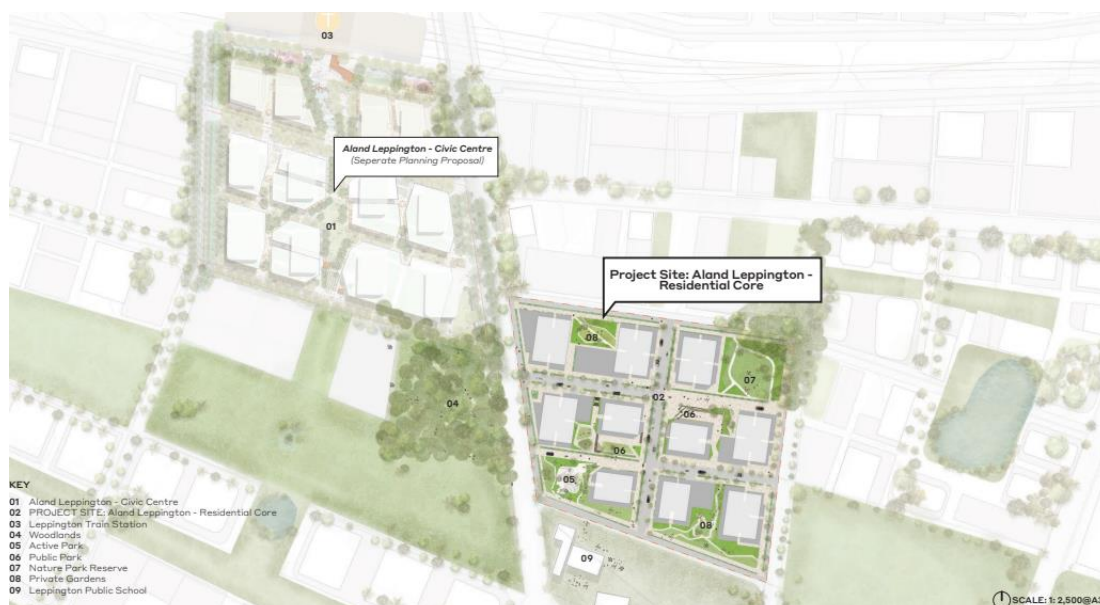 T
03
Aland Leppington - Civic Centre
(Seperate Planning Proposal)
01
Project Site: Aland Leppington -
Residential Core
08
07
02
06
04
06
05
08
09
KEY
01 Aland Leppington - Civic Centre
02 PROJECT SITE: Aland Leppington - Residential Core
03 Leppington Train Station
04 Woodlands
05 Active Park
06 Public Park
07 Nature Park Reserve
08 Private Gardens
09 Leppington Public School
SCALE: 1: 2,500@A3